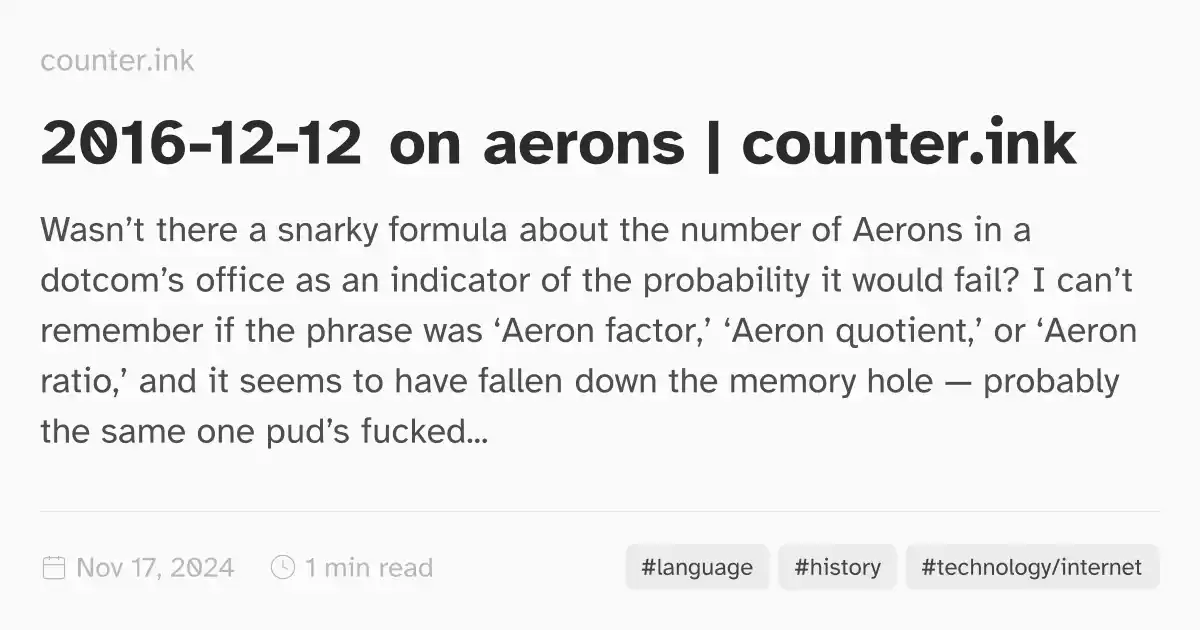 counter.ink
2016-12-12 on aerons | counter.ink
Wasn’t there a snarky formula about the number of Aerons in a
dotcom’s office as an indicator of the probability it would fail? I can’t
remember if the phrase was ‘Aeron factor,’ ‘Aeron quotient,’ or ‘Aeron
ratio,’ and it seems to have fallen down the memory hole — probably
the same one pud’s fucked...
Nov 17, 2024 1 min read #language #history #technology/internet